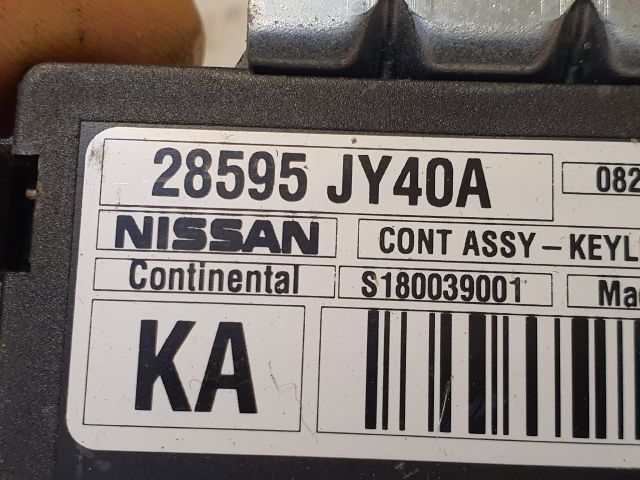 28595 JY40A 082
NISSAN CONT ASSY-KEYL
Continental S180039001 Ma
KA